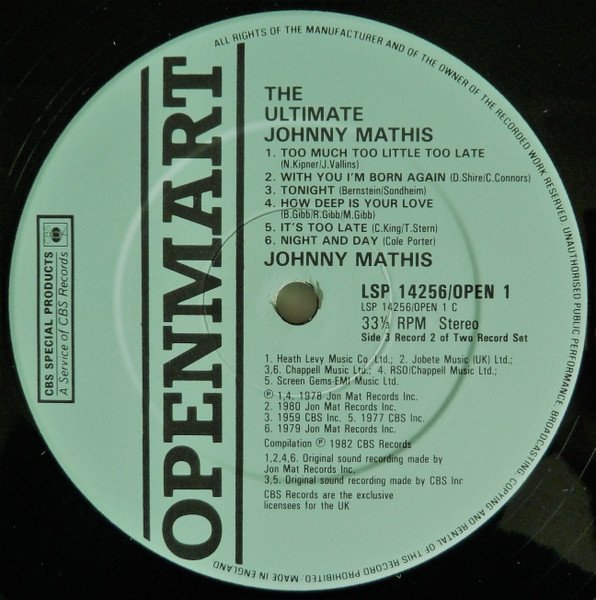 ALL RIGHTS OF THE MANUFACTURER AND OF THE OWNER OF THE RECORDED WORK RESERVED. UNAUTHORISED PUBLIC PERFORMANCE, BROADCASTING, COPYING AND RENTAL OF THIS RECORD PROHIBITED. MADE IN ENGLAND
OPENMART
CBS
CBS SPECIAL PRODUCTS
A Service of CBS Records
THE
ULTIMATE
JOHNNY MATHIS
1. TOO MUCH TOO LITTLE TOO LATE
(N.Kipner/J.Vallins)
2. WITH YOU I'M BORN AGAIN (D.Shire/C.Connors)
3. TONIGHT (Bernstein/Sondheim)
4. HOW DEEP IS YOUR LOVE
(B.Gibb/R.Gibb/M.Gibb)
5. IT'S TOO LATE (C.King/T.Stern)
6. NIGHT AND DAY (Cole Porter)
JOHNNY MATHIS
LSP 14256/OPEN 1
LSP 14256/OPEN 1 C
33⅓ RPM Stereo
Side 3 Record 2 of Two Record Set
1. Heath Levy Music Co Ltd.; 2. Jobete Music (UK) Ltd.;
3,6. Chappell Music Ltd.; 4. RSO/Chappell Music Ltd.;
5. Screen Gems-EMI Music Ltd.
℗ 1,4. 1978 Jon Mat Records Inc.
2. 1980 Jon Mat Records Inc.
3. 1959 CBS Inc. 5. 1977 CBS Inc.
6. 1979 Jon Mat Records Inc.
Compilation ℗ 1982 CBS Records
1,2,4,6. Original sound recording made by
Jon Mat Records Inc.
3,5. Original sound recording made by CBS Inc
CBS Records are the exclusive
licensees for the UK